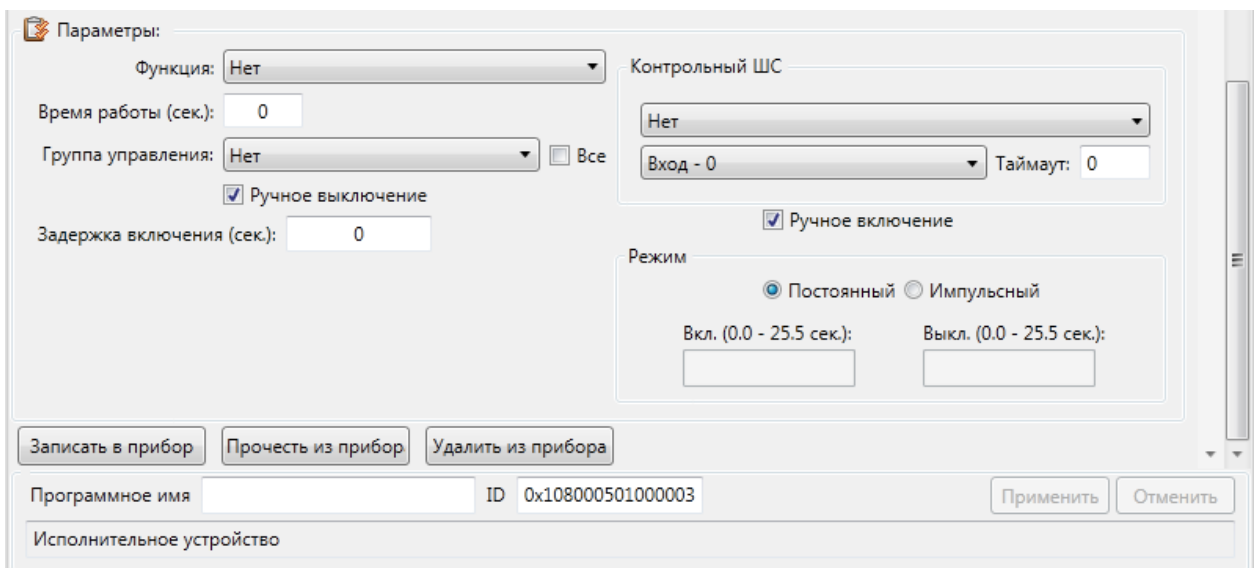 Параметры:
Функция: Нет
Время работы (сек.): 0
Группа управления: Нет Все
Ручное выключение
Задержка включения (сек.): 0
Контрольный ШС
Нет
Вход - 0 Таймаут: 0
Ручное включение
Режим
Постоянный Импульсный
Вкл. (0.0 - 25.5 сек.): Выкл. (0.0 - 25.5 сек.):
Записать в прибор Прочесть из прибор Удалить из прибора
Программное имя ID 0x108000501000003 Применить Отменить
Исполнительное устройство